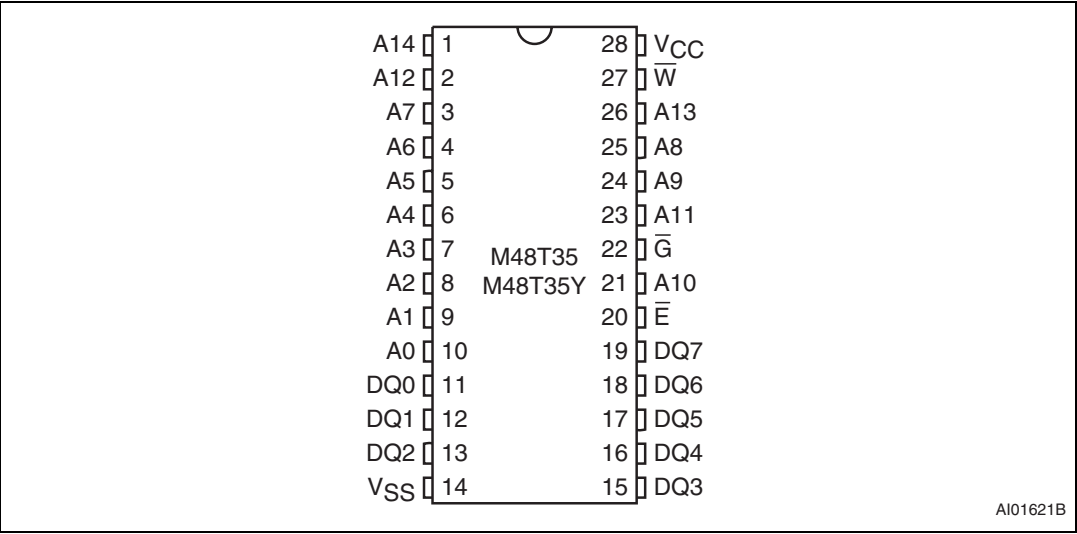 A14 1 28 VCC
A12 2 27 W̅
A7 3 26 A13
A6 4 25 A8
A5 5 24 A9
A4 6 23 A11
A3 7 22 G̅
M48T35
A2 8 21 A10
M48T35Y
A1 9 20 E̅
A0 10 19 DQ7
DQ0 11 18 DQ6
DQ1 12 17 DQ5
DQ2 13 16 DQ4
VSS 14 15 DQ3
AI01621B